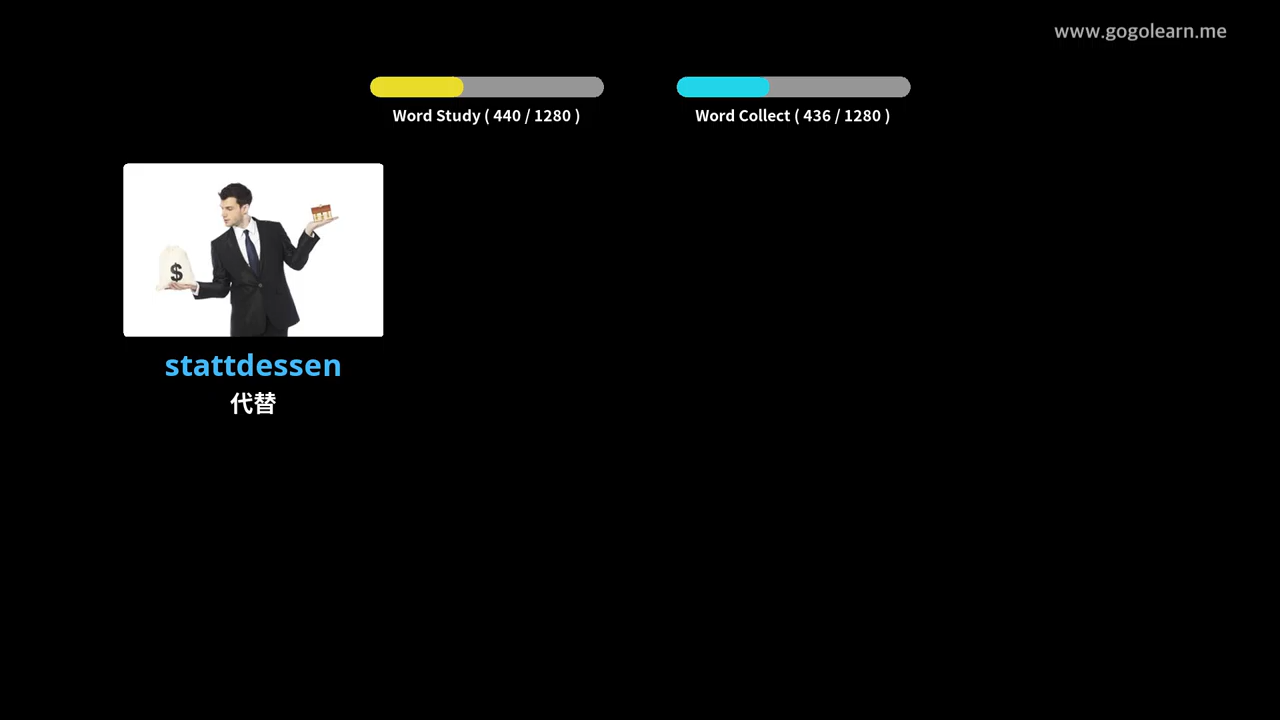 www.gogolearn.me
Word Study ( 440 / 1280 )
Word Collect ( 436 / 1280 )
$
stattdessen
代替